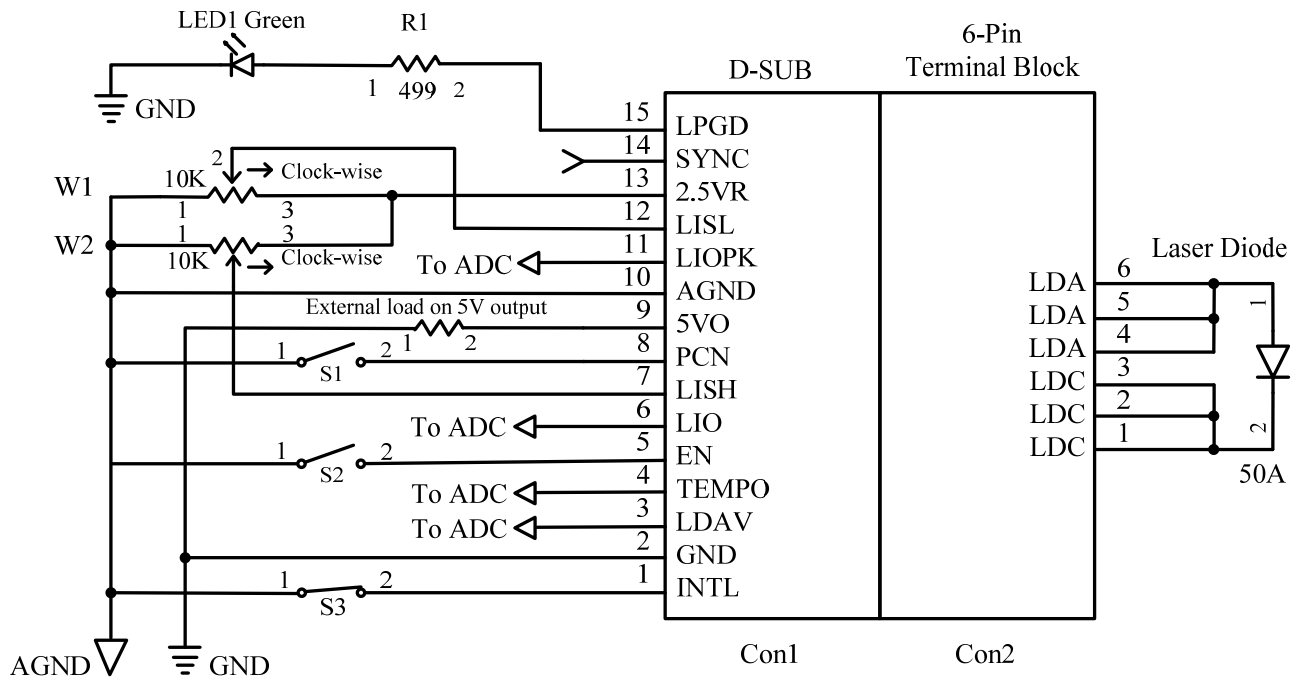 LED1 Green
R1
1 499 2
GND
6-Pin
D-SUB
Terminal Block
15 LPGD
14 SYNC
13 2.5VR
12 LISL
11 LIOPK
10 AGND
9 5VO
8 PCN
7 LISH
6 LIO
5 EN
4 TEMPO
3 LDAV
2 GND
1 INTL
W1
10K
2
Clock-wise
1 3
W2
1 3
10K
Clock-wise
To ADC
External load on 5V output
1 2
1 S1 2
To ADC
1 S2 2
To ADC
To ADC
1 S3 2
AGND
GND
Laser Diode
LDA 6
LDA 5
LDA 4
LDC 3
LDC 2
LDC 1
1
2
50A
Con1
Con2